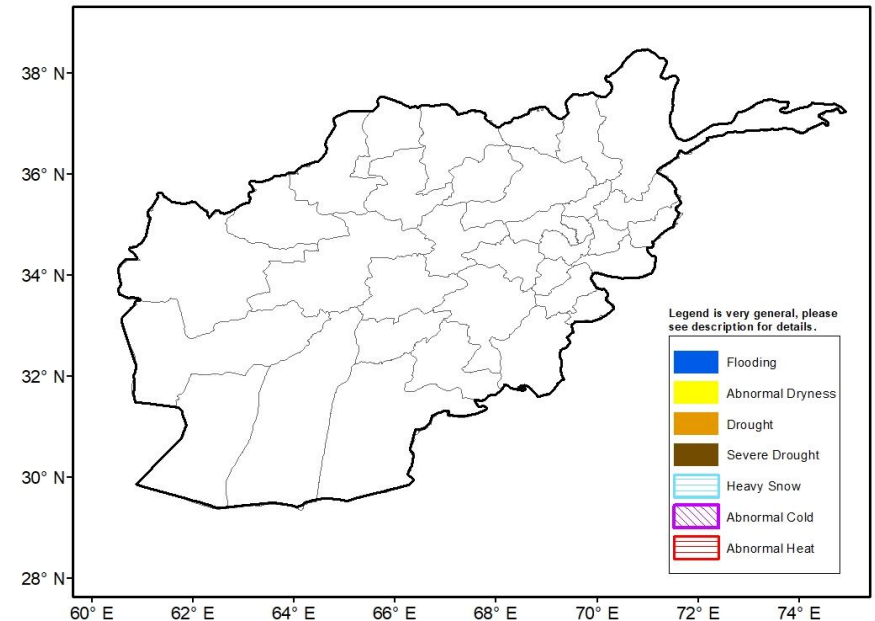 38° N
36° N
34° N
32° N
30° N
28° N
60° E 62° E 64° E 66° E 68° E 70° E 72° E 74° E
Legend is very general, please
see description for details.
Flooding
Abnormal Dryness
Drought
Severe Drought
Heavy Snow
Abnormal Cold
Abnormal Heat